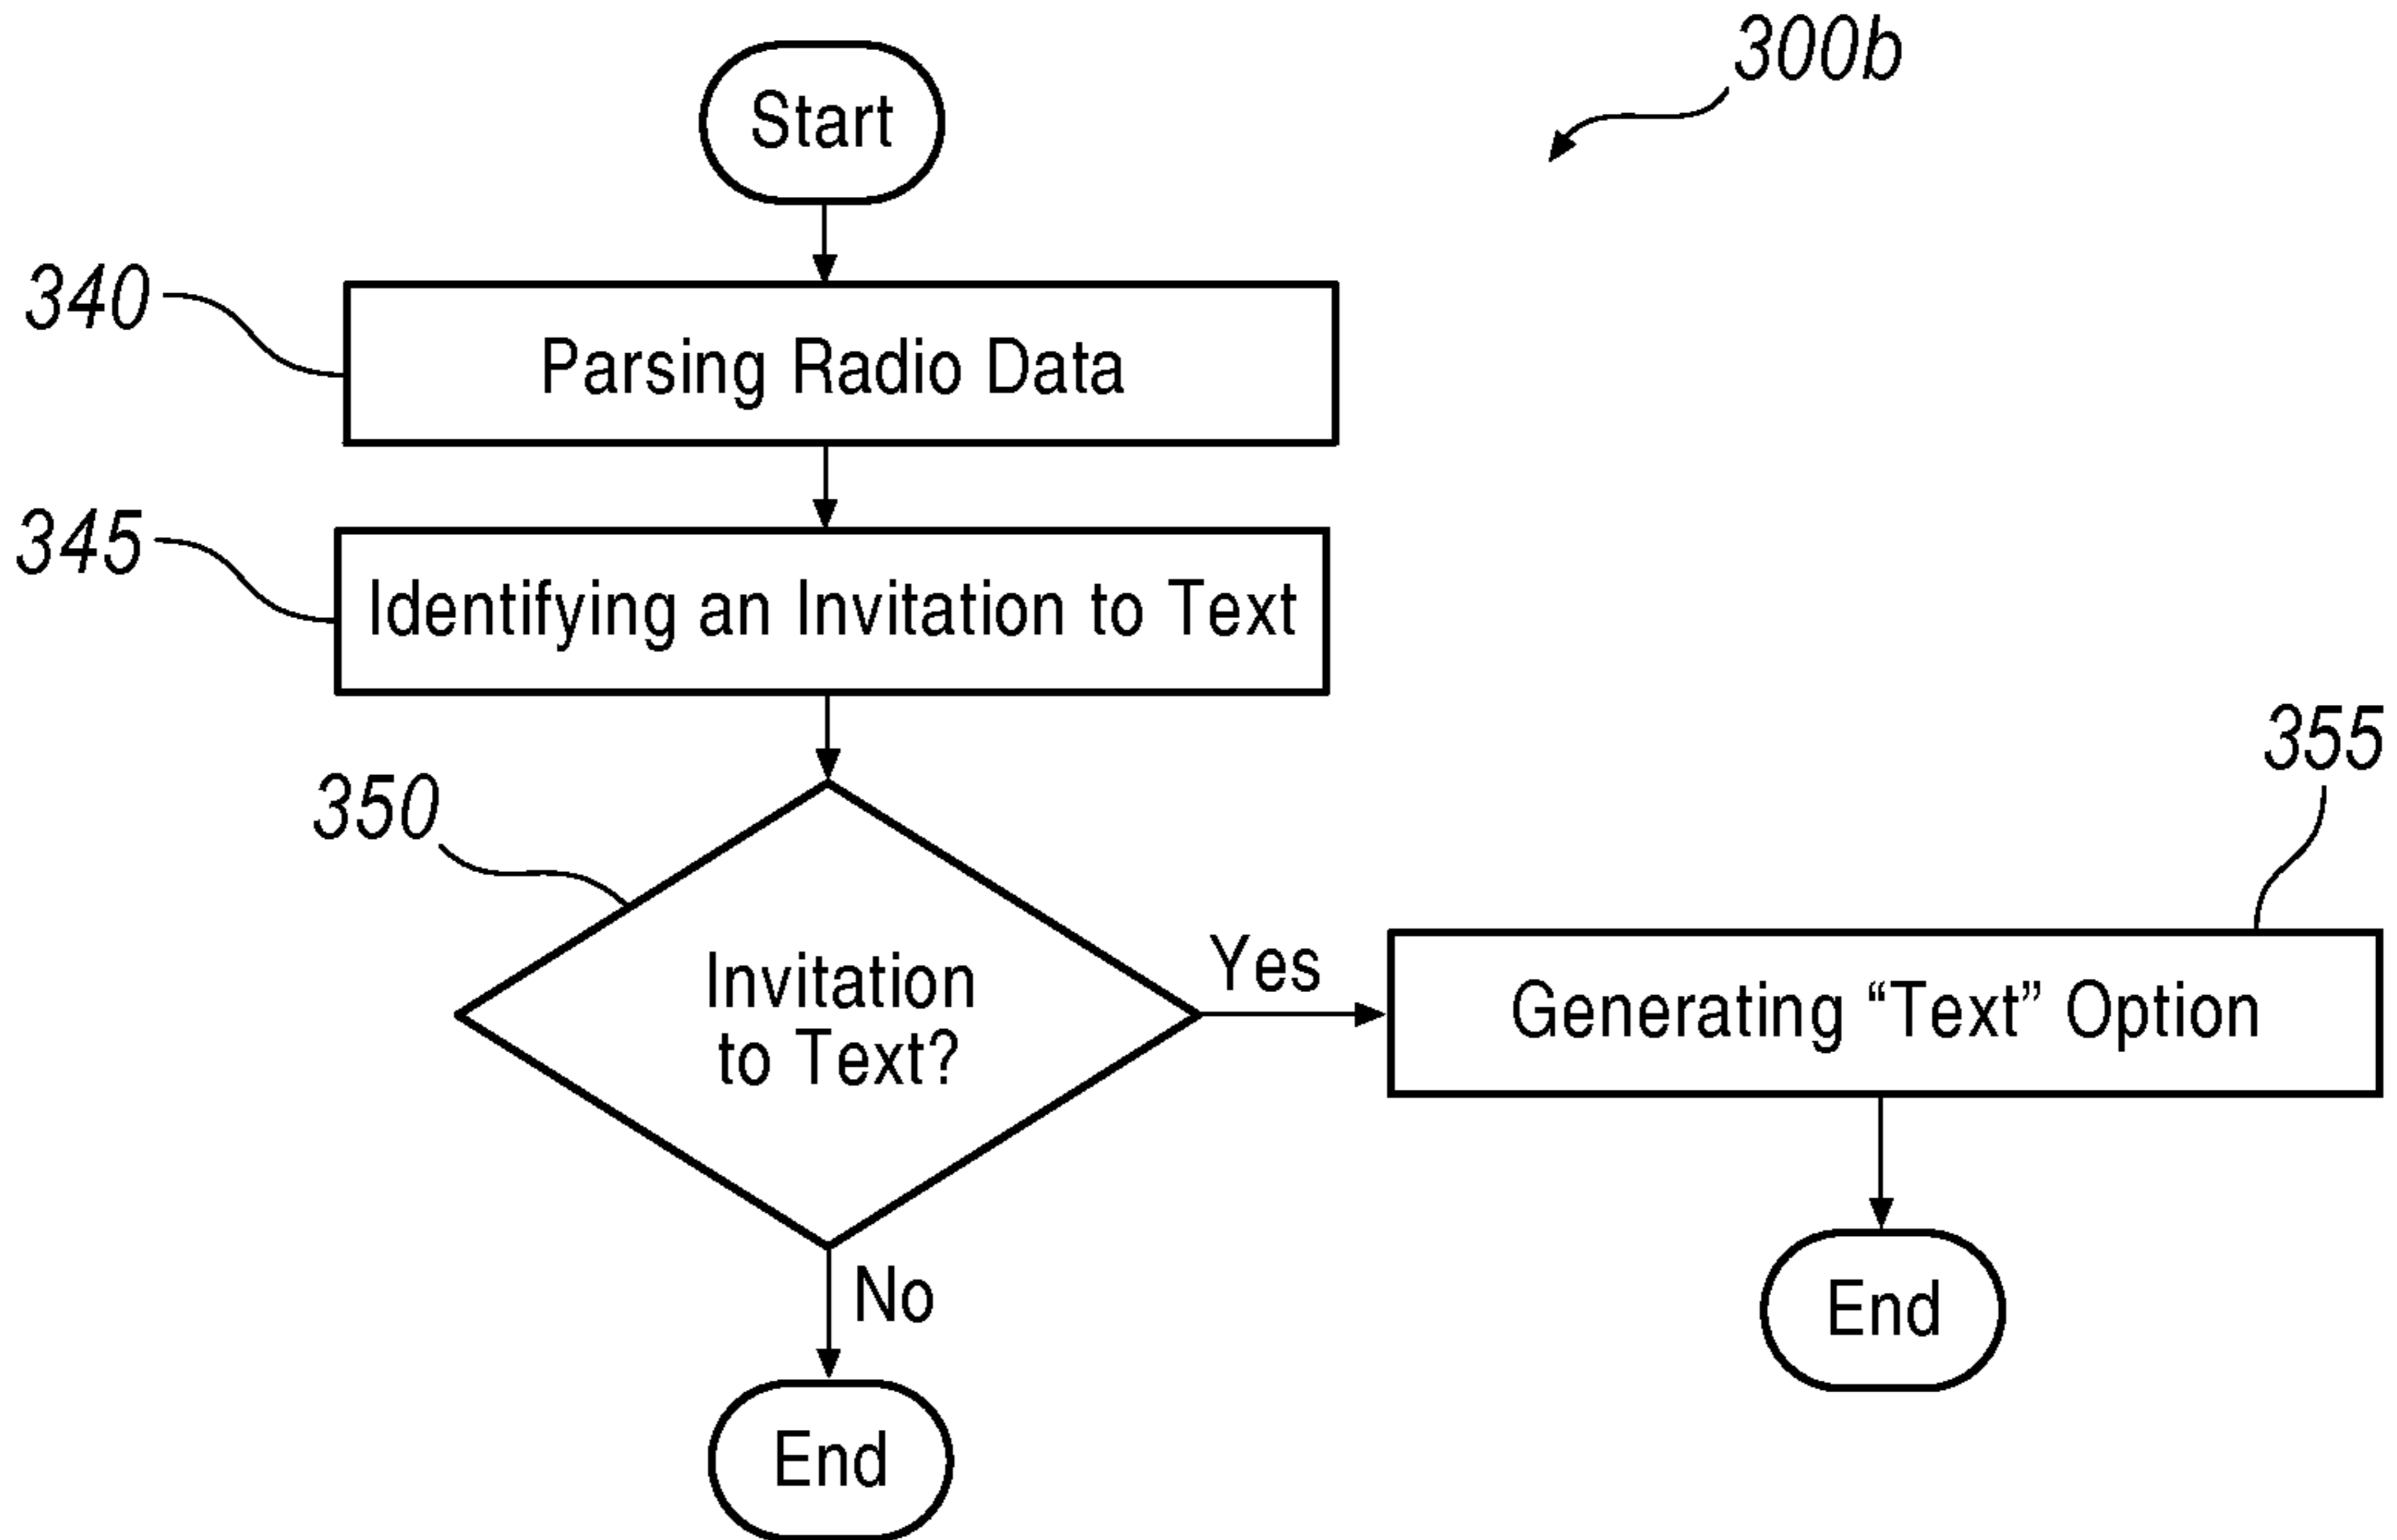 300b
Start
340
Parsing Radio Data
345
Identifying an Invitation to Text
350
355
Invitation
to Text?
Yes
Generating “Text” Option
No
End
End